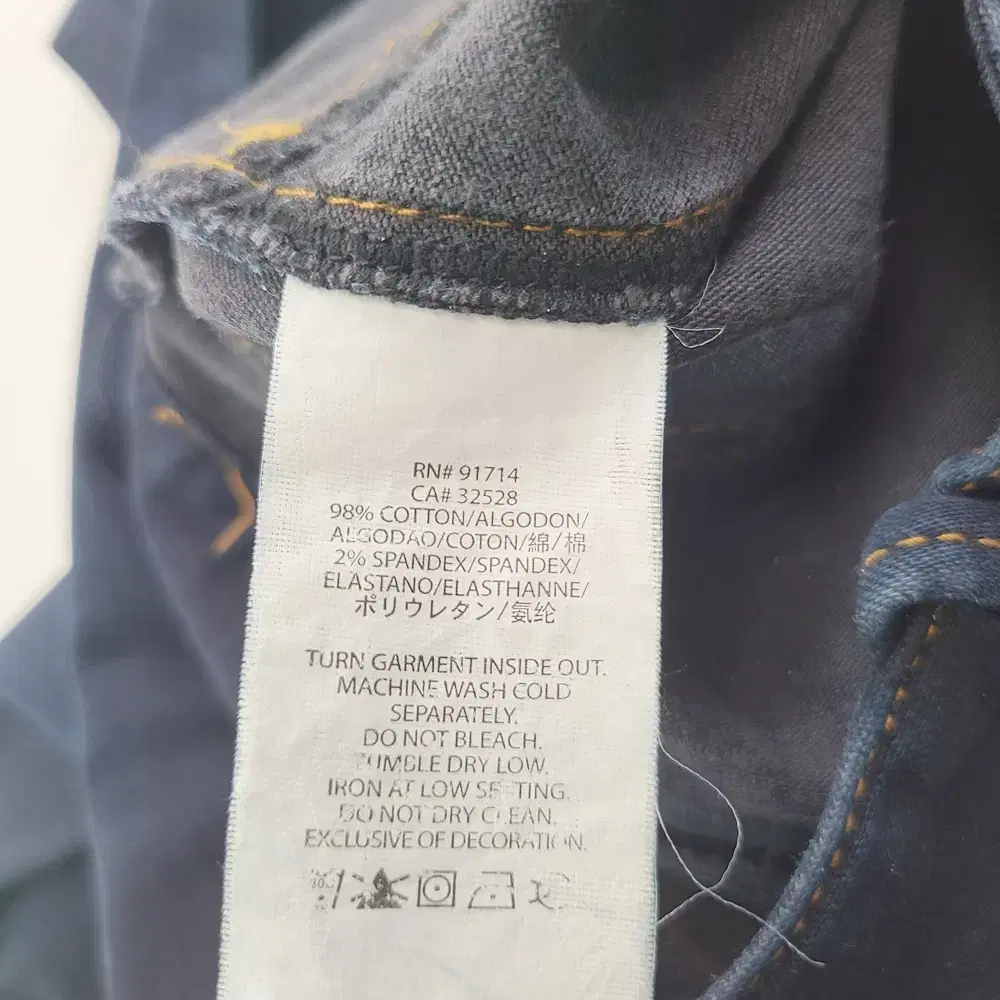 RN# 91714
CA# 32528
98% COTTON/ALGODON/
ALGODAO/COTON/綿/棉
2% SPANDEX/SPANDEX/
ELASTANO/ELASTHANNE/
ポリウレタン/氨纶
TURN GARMENT INSIDE OUT.
MACHINE WASH COLD
SEPARATELY.
DO NOT BLEACH.
TUMBLE DRY LOW.
IRON AT LOW SETTING.
DO NOT DRY CLEAN.
EXCLUSIVE OF DECORATION.
30